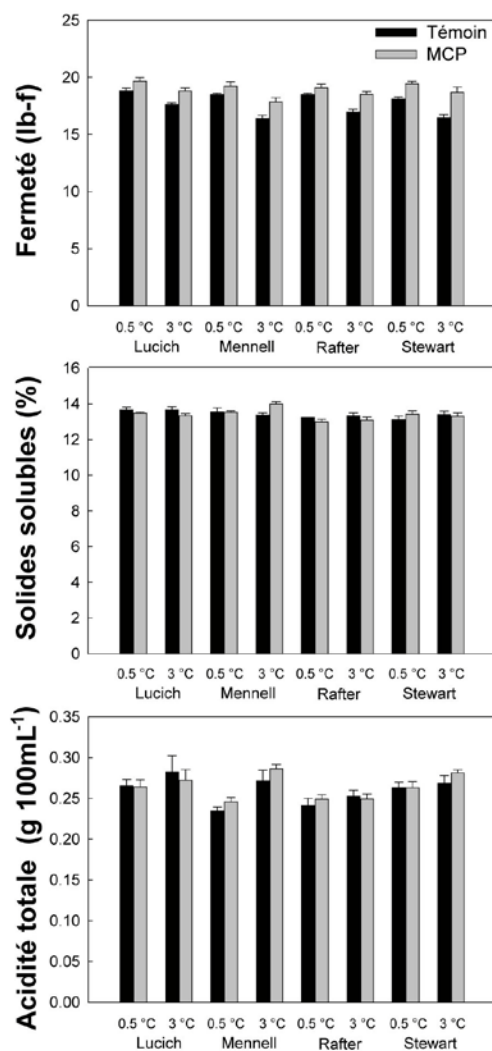 Témoin
MCP
Fermeté (lb-f)
25
20
15
10
5
0
0.5 °C 3 °C 0.5 °C 3 °C 0.5 °C 3 °C 0.5 °C 3 °C
Lucich Mennell Rafter Stewart
Solides solubles (%)
16
14
12
10
8
6
4
2
0
0.5 °C 3 °C 0.5 °C 3 °C 0.5 °C 3 °C 0.5 °C 3 °C
Lucich Mennell Rafter Stewart
Acidité totale (g 100mL⁻¹)
0.35
0.30
0.25
0.20
0.15
0.10
0.05
0.00
0.5 °C 3 °C 0.5 °C 3 °C 0.5 °C 3 °C 0.5 °C 3 °C
Lucich Mennell Rafter Stewart